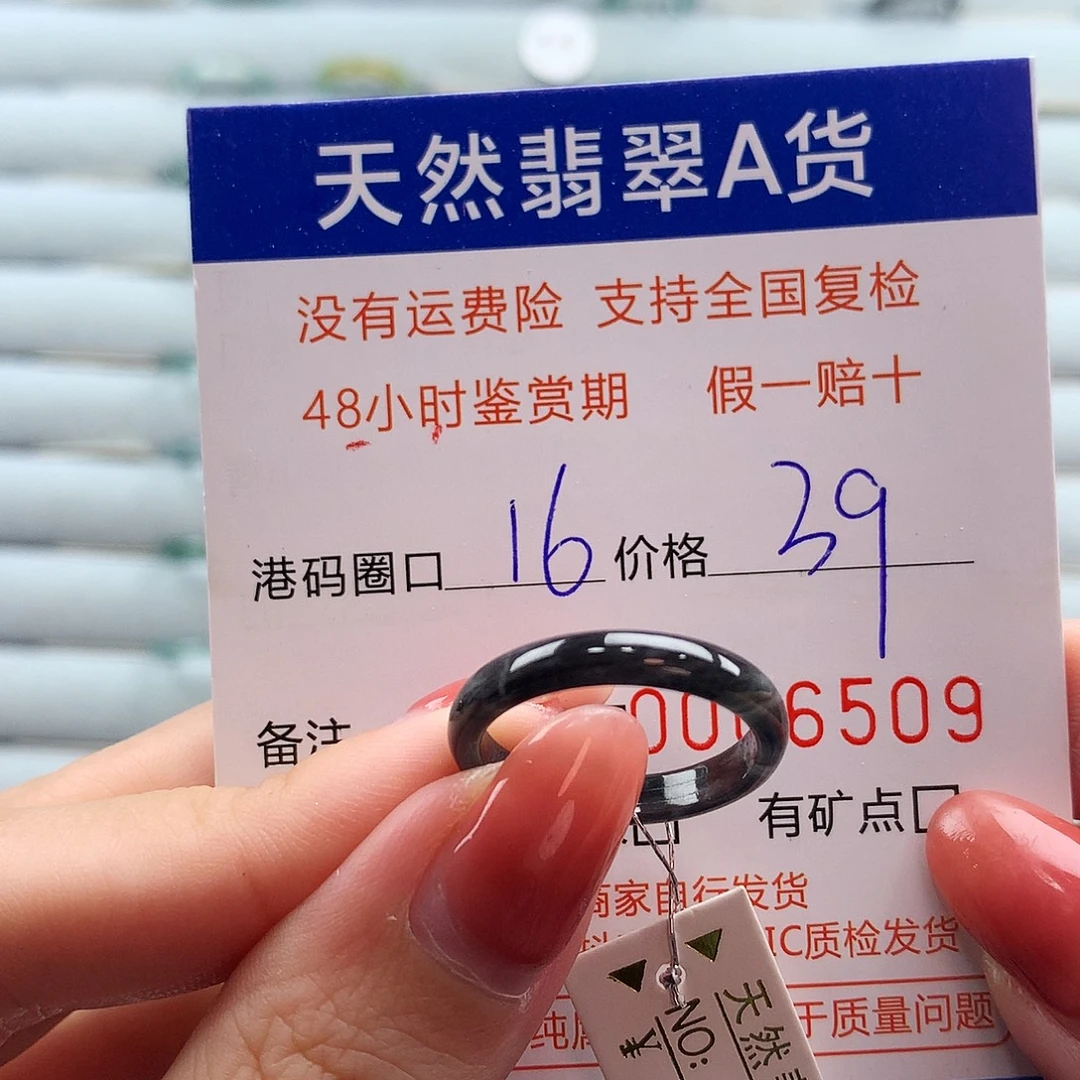 天然翡翠A货
没有运费险 支持全国复检
48小时鉴赏期 假一赔十
港码圈口 16 价格 39
备注
6509
有矿点□
商家自行发货
IC质检发货
于质量问题
天然
NO:
¥